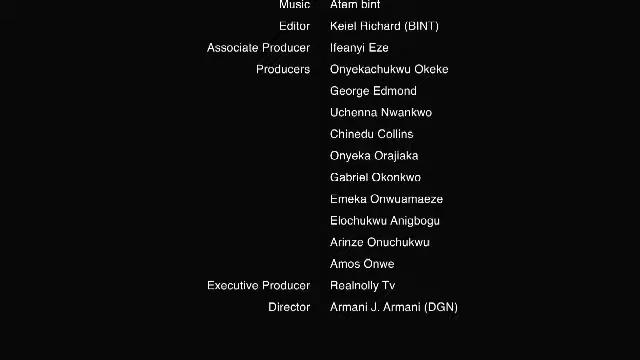 Music Atem bint
Editor Keiel Richard (BINT)
Associate Producer Ifeanyi Eze
Producers Onyekachukwu Okeke
George Edmond
Uchenna Nwankwo
Chinedu Collins
Onyeka Orajiaka
Gabriel Okonkwo
Emeka Onwuamaeze
Elochukwu Anigbogu
Arinze Onuchukwu
Amos Onwe
Executive Producer Realnolly Tv
Director Armani J. Armani (DGN)